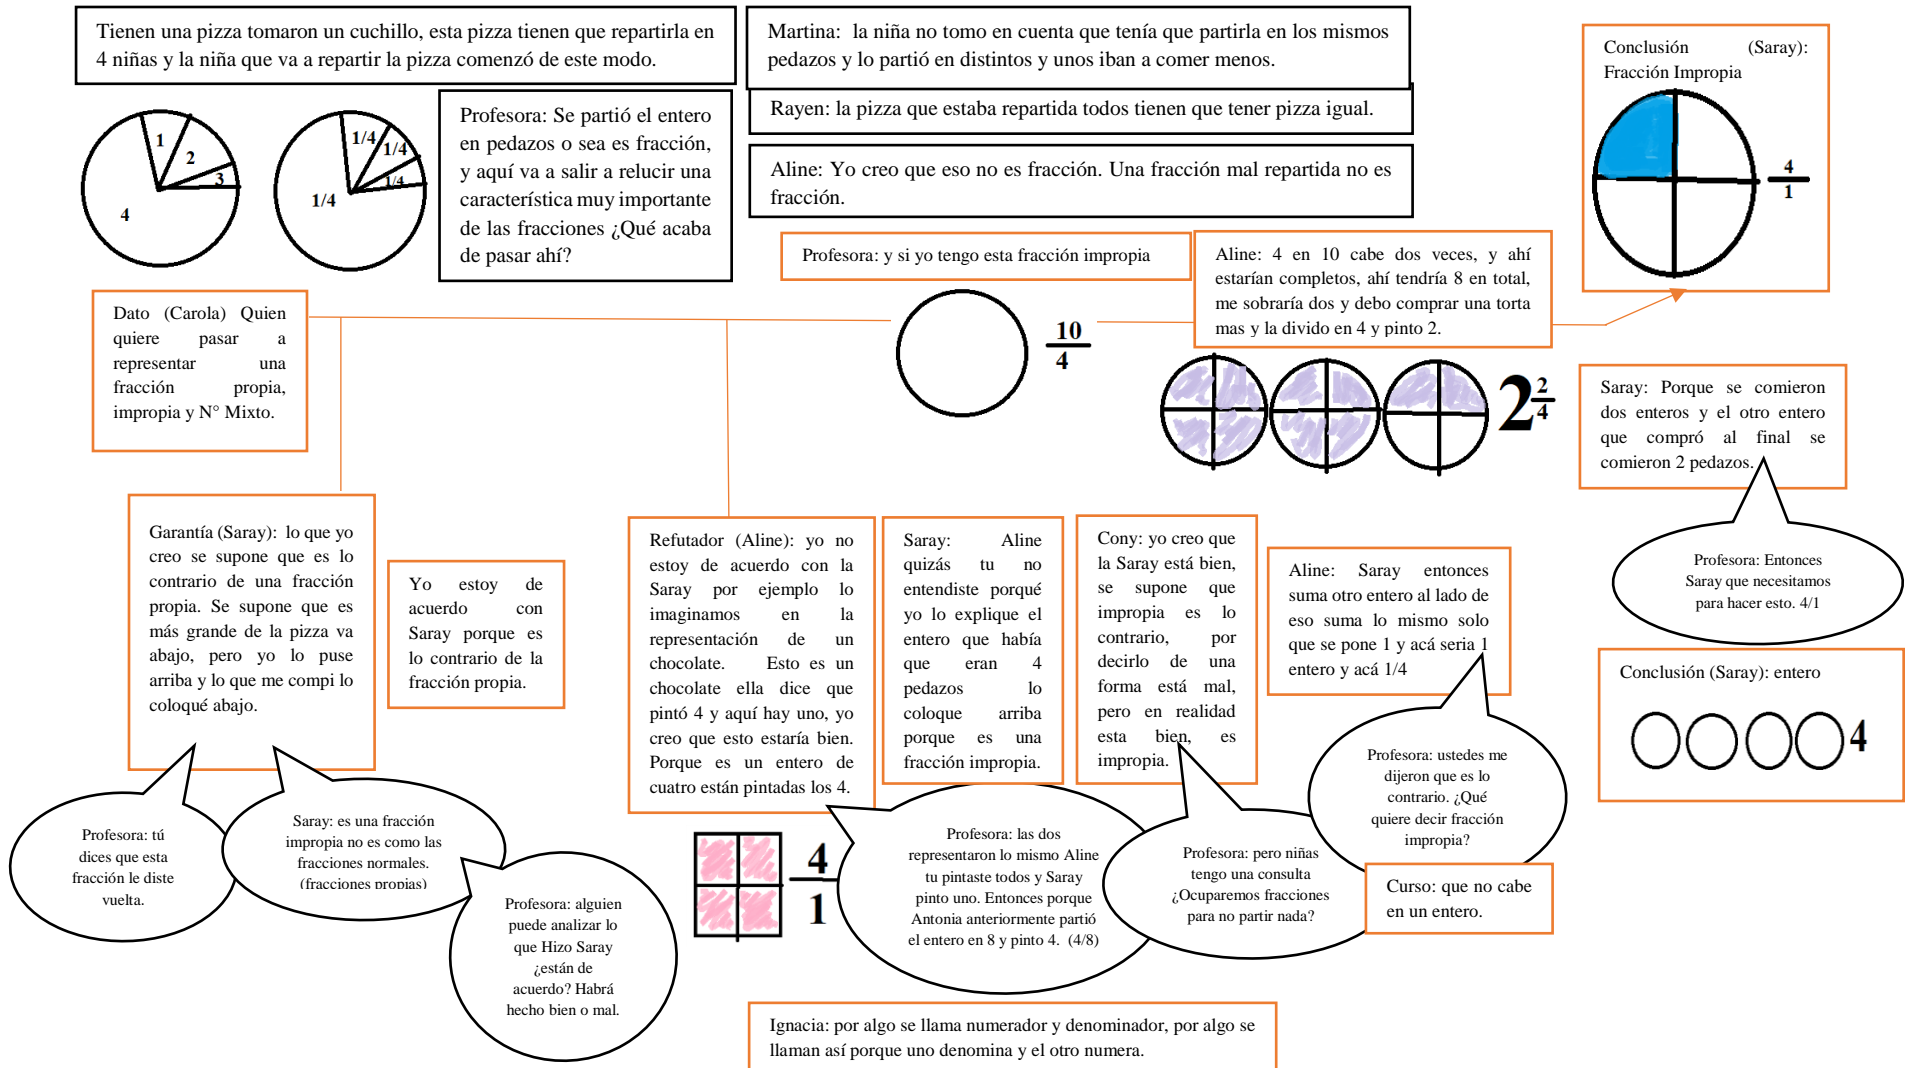 Tienen una pizza tomaron un cuchillo, esta pizza tienen que repartirla en
4 niñas y la niña que va a repartir la pizza comenzó de este modo.
1
2
3
4
1/4
1/4
1/4
1/4
Profesora: Se partió el entero
en pedazos o sea es fracción,
y aquí va a salir a relucir una
característica muy importante
de las fracciones ¿Qué acaba
de pasar ahí?
Martina: la niña no tomo en cuenta que tenía que partirla en los mismos
pedazos y lo partió en distintos y unos iban a comer menos.
Rayen: la pizza que estaba repartida todos tienen que tener pizza igual.
Aline: Yo creo que eso no es fracción. Una fracción mal repartida no es
fracción.
Conclusión (Saray):
Fracción Impropia
4
1
Profesora: y si yo tengo esta fracción impropia
10
4
Aline: 4 en 10 cabe dos veces, y ahí
estarían completos, ahí tendría 8 en total,
me sobraría dos y debo comprar una torta
mas y la divido en 4 y pinto 2.
2 2/4
Dato (Carola) Quien
quiere pasar a
representar una
fracción propia,
impropia y N° Mixto.
Saray: Porque se comieron
dos enteros y el otro entero
que compró al final se
comieron 2 pedazos.
Profesora: Entonces
Saray que necesitamos
para hacer esto. 4/1
Conclusión (Saray): entero
4
Garantía (Saray): lo que yo
creo se supone que es lo
contrario de una fracción
propia. Se supone que es
más grande de la pizza va
abajo, pero yo lo puse
arriba y lo que me compi lo
coloqué abajo.
Yo estoy de
acuerdo con
Saray porque es
lo contrario de la
fracción propia.
Refutador (Aline): yo no
estoy de acuerdo con la
Saray por ejemplo lo
imaginamos en la
representación de un
chocolate. Esto es un
chocolate ella dice que
pintó 4 y aquí hay uno, yo
creo que esto estaría bien.
Porque es un entero de
cuatro están pintadas los 4.
Saray: Aline
quizás tu no
entendiste porqué
yo lo explique el
entero que había
que eran 4
pedazos lo
coloque arriba
porque es una
fracción impropia.
Cony: yo creo que
la Saray está bien,
se supone que
impropia es lo
contrario, por
decirlo de una
forma está mal,
pero en realidad
esta bien, es
impropia.
Aline: Saray entonces
suma otro entero al lado de
eso suma lo mismo solo
que se pone 1 y acá seria 1
entero y acá 1/4
Profesora: tú
dices que esta
fracción le diste
vuelta.
Saray: es una fracción
impropia no es como las
fracciones normales.
(fracciones propias)
Profesora: alguien
puede analizar lo
que Hizo Saray
¿están de
acuerdo? Habrá
hecho bien o mal.
4
1
Profesora: las dos
representaron lo mismo Aline
tu pintaste todos y Saray
pinto uno. Entonces porque
Antonia anteriormente partió
el entero en 8 y pinto 4. (4/8)
Profesora: pero niñas
tengo una consulta
¿Ocuparemos fracciones
para no partir nada?
Profesora: ustedes me
dijeron que es lo
contrario. ¿Qué
quiere decir fracción
impropia?
Curso: que no cabe
en un entero.
Ignacia: por algo se llama numerador y denominador, por algo se
llaman así porque uno denomina y el otro numera.